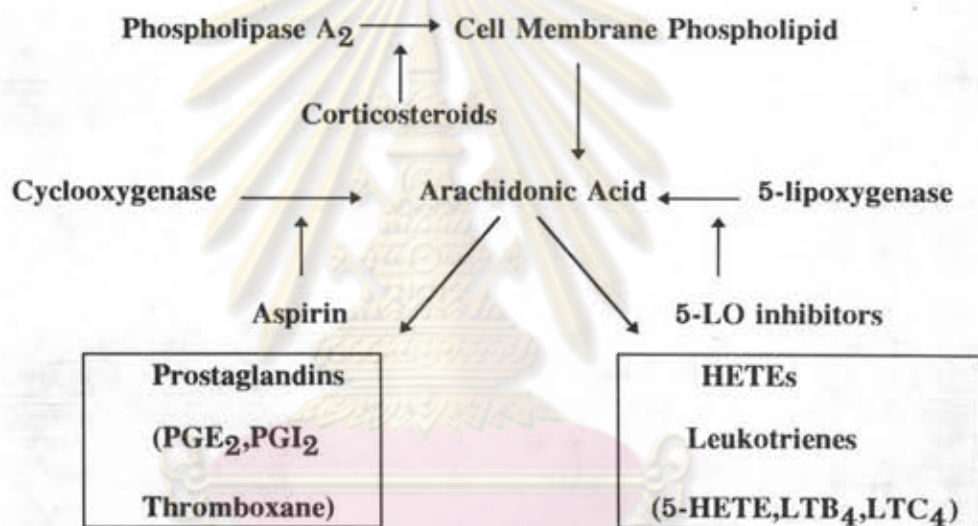 Phospholipase A₂ Cell Membrane Phospholipid
Corticosteroids
Cyclooxygenase Arachidonic Acid 5-lipoxygenase
Aspirin 5-LO inhibitors
Prostaglandins
(PGE₂,PGI₂
Thromboxane)
HETEs
Leukotrienes
(5-HETE,LTB₄,LTC₄)